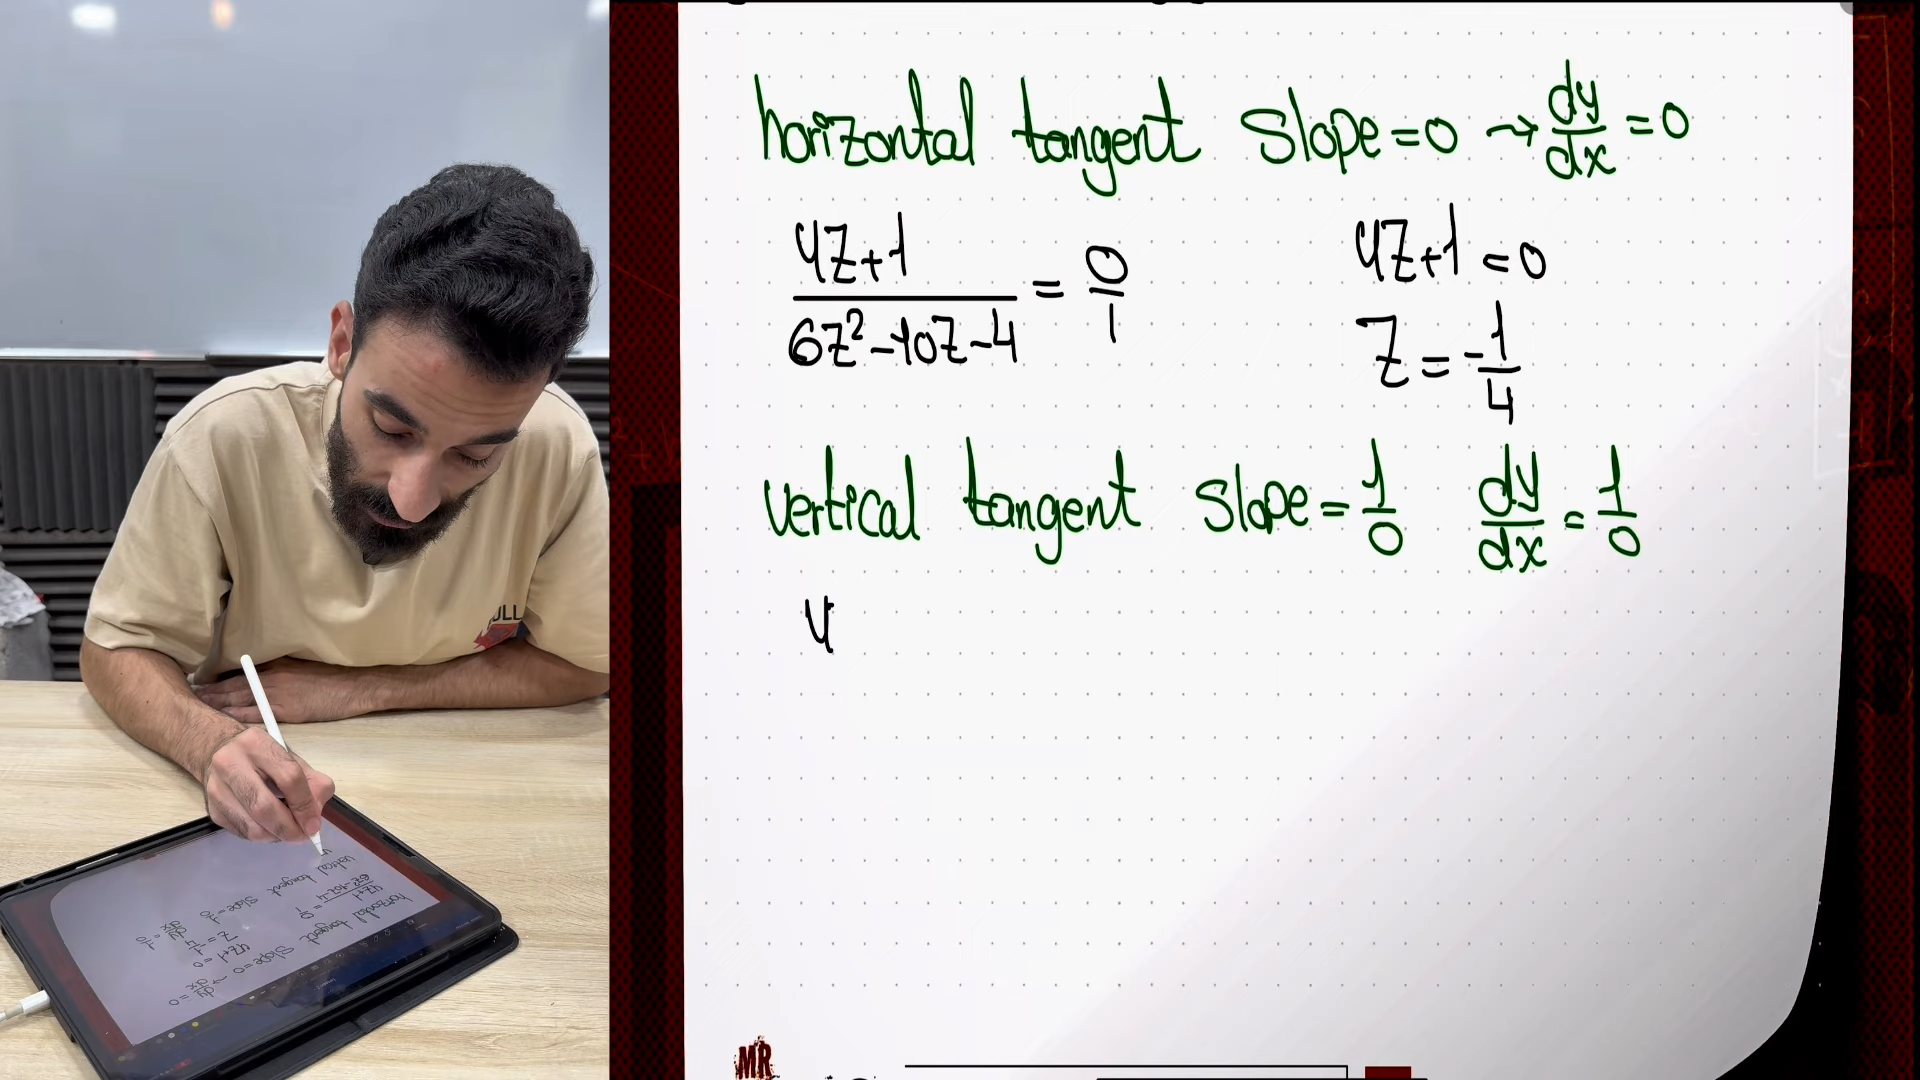 horizontal tangent slope=0 → dy/dx = 0
4z+1/6z²-10z-4 = 0/1
4z+1=0
z = -1/4
vertical tangent slope = 1/0 dy/dx = 1/0
4
MR